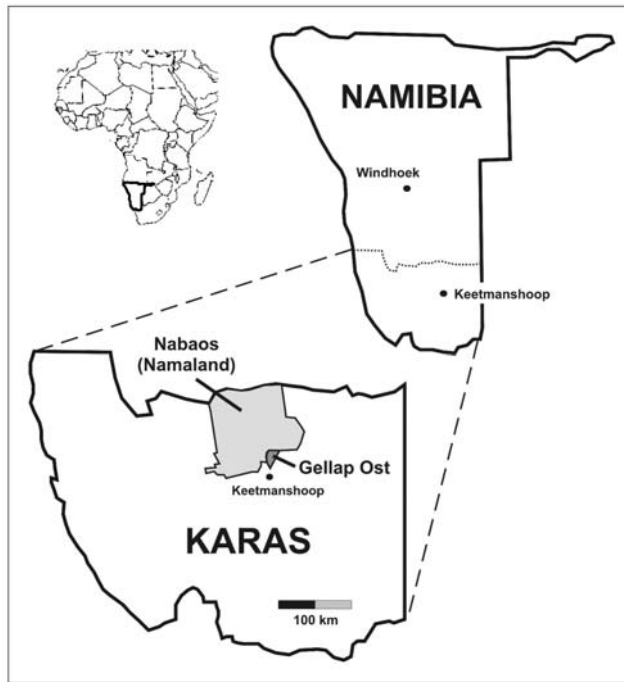 NAMIBIA
Windhoek
Keetmanshoop
Nabaos
(Namaland)
Gellap Ost
Keetmanshoop
KARAS
100 km